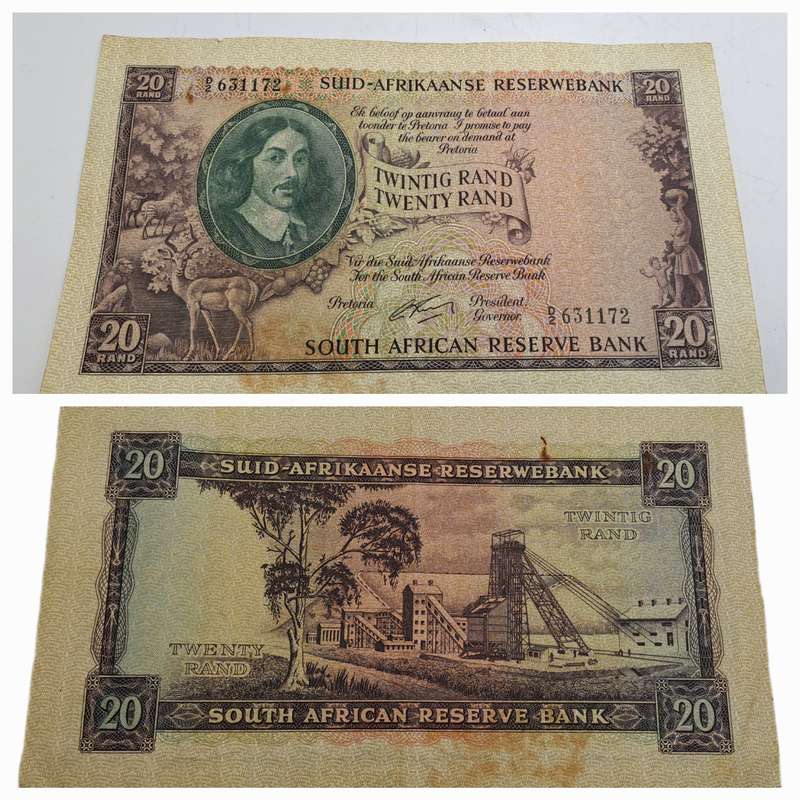 20 RAND
D/2 631172
SUID-AFRIKAANSE RESERWEBANK
20 RAND
Ek beloof op aanvraag te betaal aan
toonder te Pretoria I promise to pay
the bearer on demand at
Pretoria
TWINTIG RAND
TWENTY RAND
Vir die Suid-Afrikaanse Reserwebank
For the South African Reserve Bank
Pretoria
President.
Governor.
D/2 631172
20 RAND
SOUTH AFRICAN RESERVE BANK
20 RAND
20
SUID-AFRIKAANSE RESERWEBANK
20
TWINTIG
RAND
TWENTY
RAND
20
SOUTH AFRICAN RESERVE BANK
20